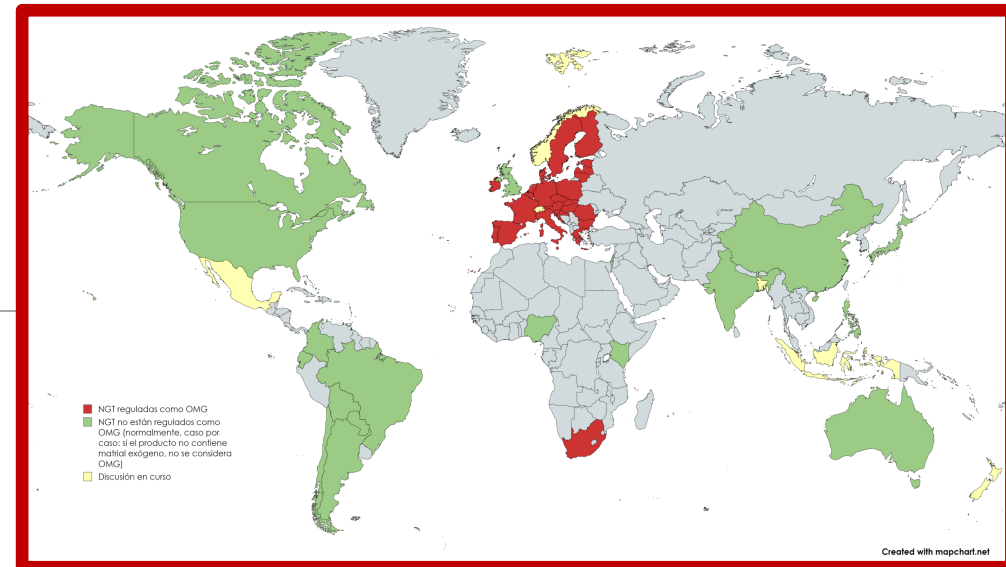 NGT reguladas como OMG
NGT no están regulados como
OMG (normalmente, caso por
caso; si el producto no contiene
matrial exógeno, no se considera
OMG)
Discusión en curso
Created with mapchart.net